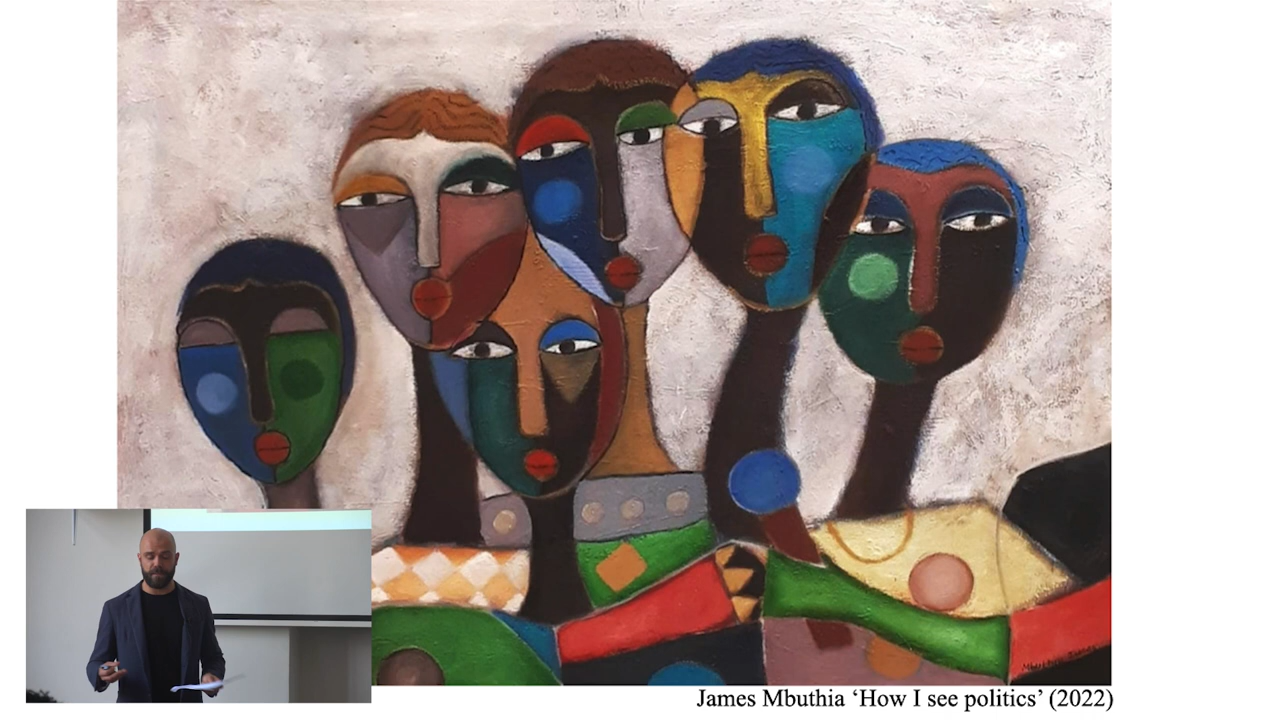 James Mbuthia ‘How I see politics’ (2022)